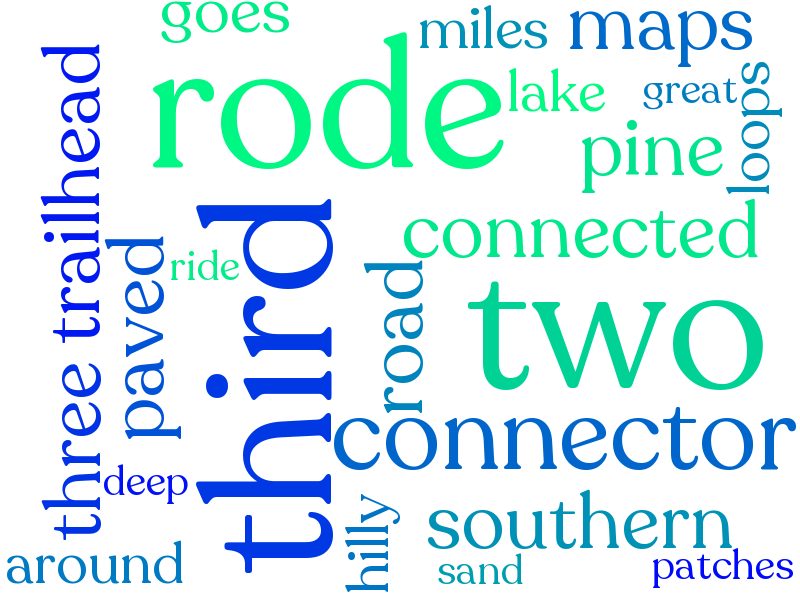 goes
miles
maps
rode
lake
great
loops
pine
three trailhead
paved
ride
third
connected
road
two
connector
deep
hilly
southern
around
sand
patches